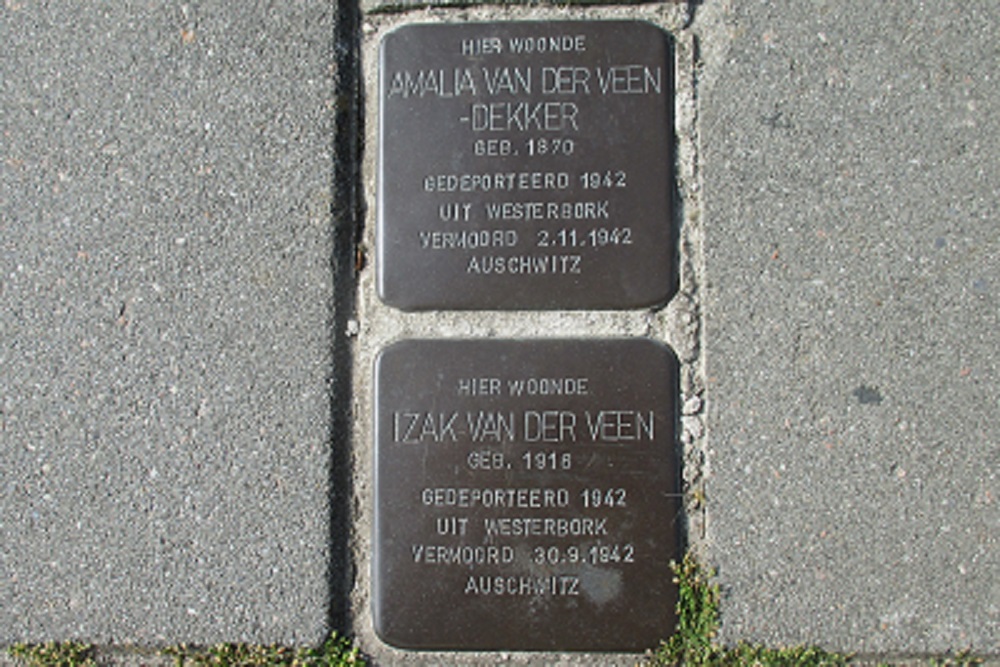 HIER WOONDE
AMALIA VAN DER VEEN
-DEKKER
GEB. 1870
GEDEPORTEERD 1942
UIT WESTERBORK
VERMOORD 2.11.1942
AUSCHWITZ
HIER WOONDE
IZAK VAN DER VEEN
GEB. 1916
GEDEPORTEERD 1942
UIT WESTERBORK
VERMOORD 30.9.1942
AUSCHWITZ